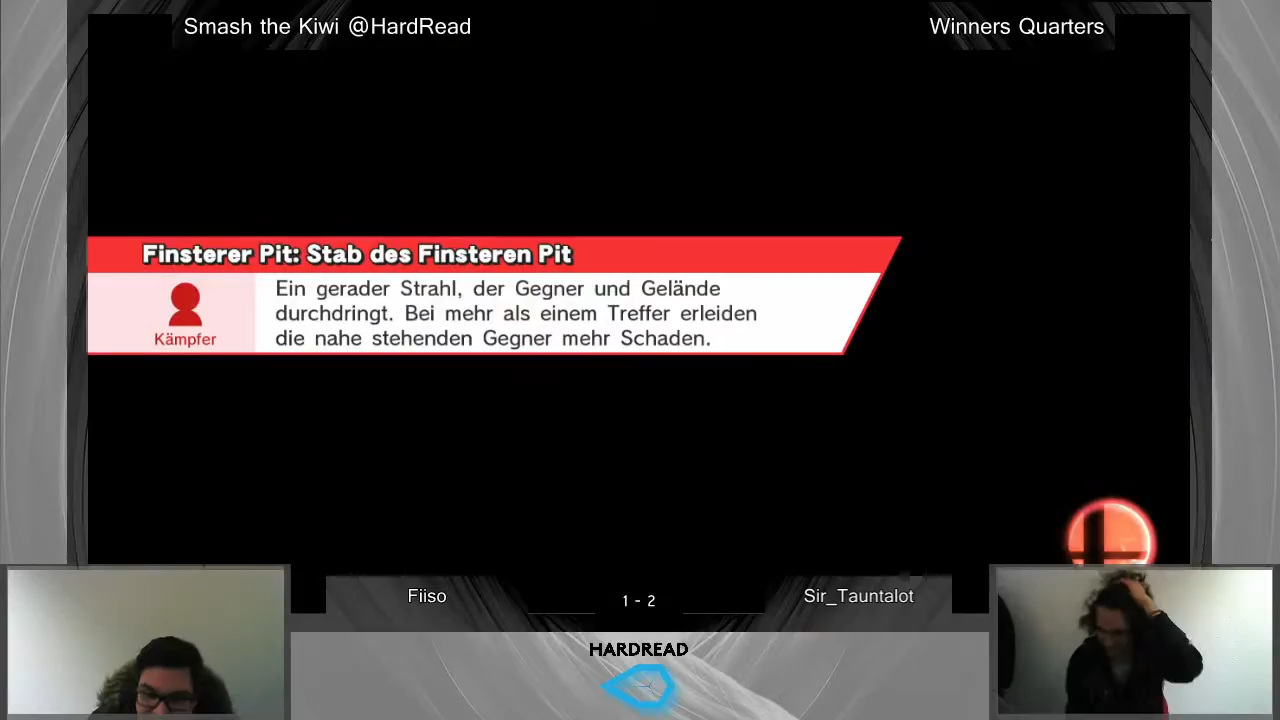 Smash the Kiwi @HardRead
Winners Quarters
Finsterer Pit: Stab des Finsteren Pit
Ein gerader Strahl, der Gegner und Gelände
durchdringt. Bei mehr als einem Treffer erleiden
die nahe stehenden Gegner mehr Schaden.
Kämpfer
Fiiso
1 - 2
Sir_Tauntalot
HARDREAD